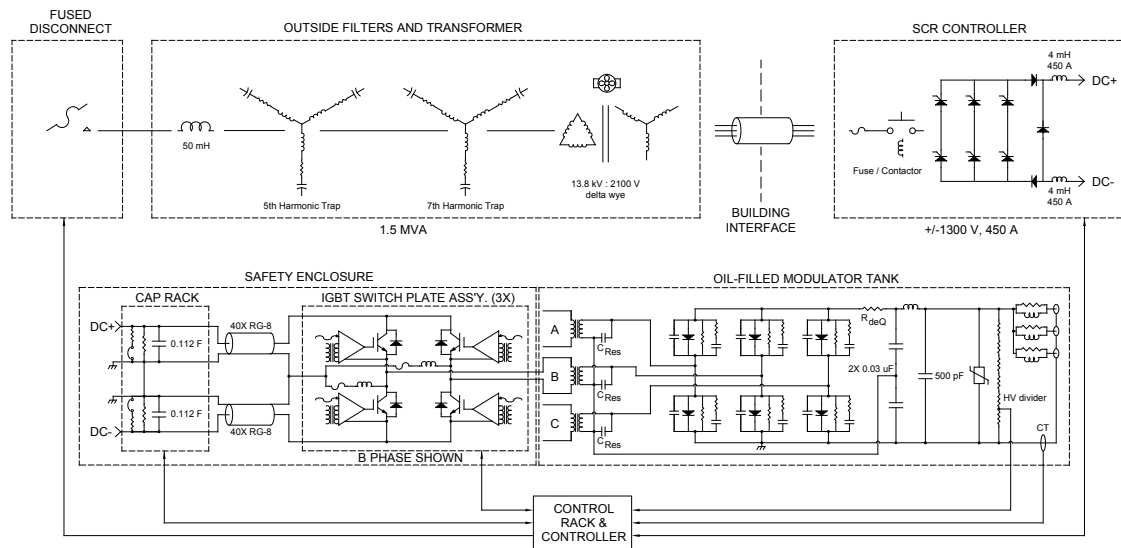 FUSED
DISCONNECT
OUTSIDE FILTERS AND TRANSFORMER
SCR CONTROLLER
50 mH
5th Harmonic Trap
7th Harmonic Trap
13.8 kV : 2100 V
delta wye
1.5 MVA
BUILDING
INTERFACE
Fuse / Contactor
4 mH
450 A
DC+
DC-
4 mH
450 A
+/-1300 V, 450 A
SAFETY ENCLOSURE
CAP RACK
IGBT SWITCH PLATE ASS'Y. (3X)
DC+
0.112 F
40X RG-8
0.112 F
DC-
40X RG-8
B PHASE SHOWN
OIL-FILLED MODULATOR TANK
A
CRes
B
CRes
C
CRes
RdeQ
2X 0.03 uF
500 pF
HV divider
CT
CONTROL
RACK &
CONTROLLER